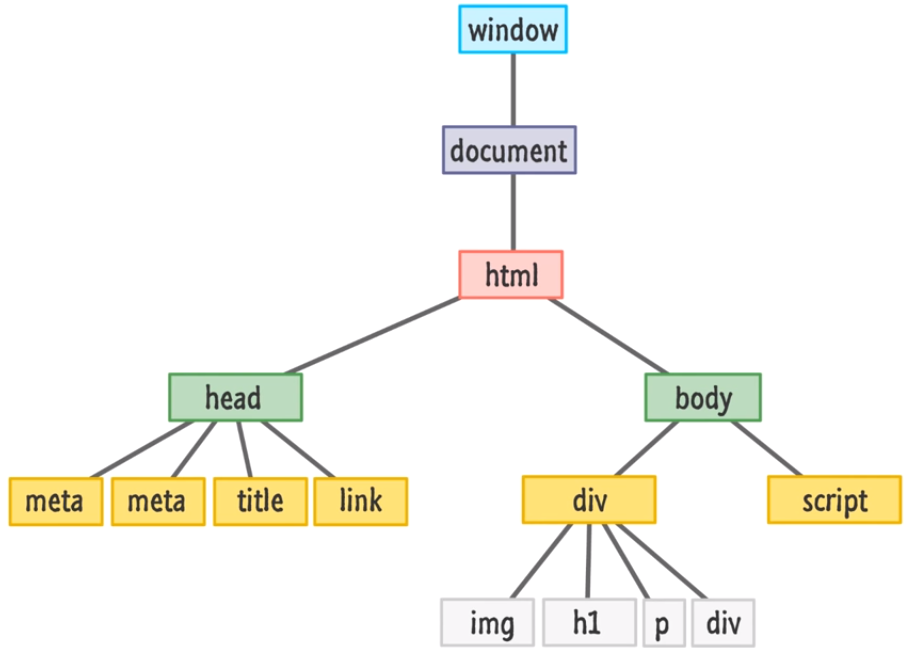 window
document
html
head
body
meta
meta
title
link
div
script
img
h1
p
div